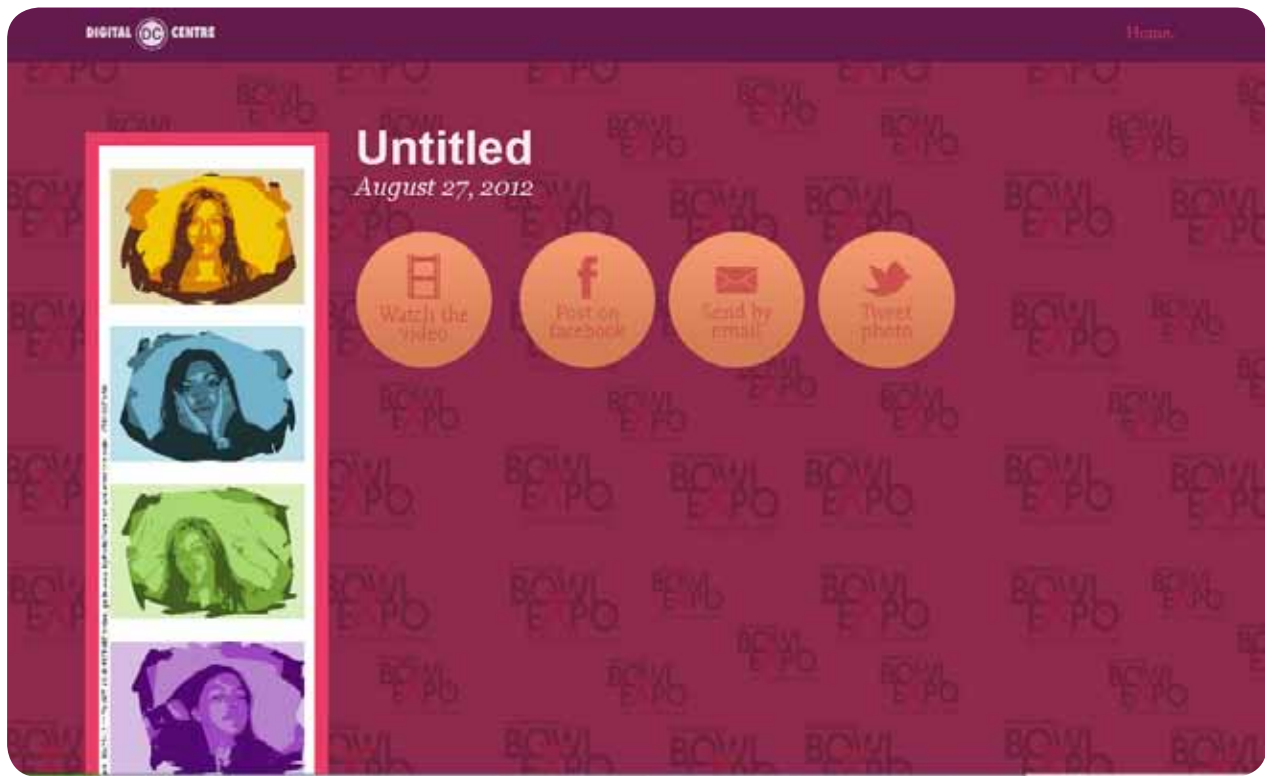 DIGITAL DC CENTRE
Home
Untitled
August 27, 2012
Watch the
video
Post on
facebook
Send by
email
Tweet
photo
BOWL
EXPO